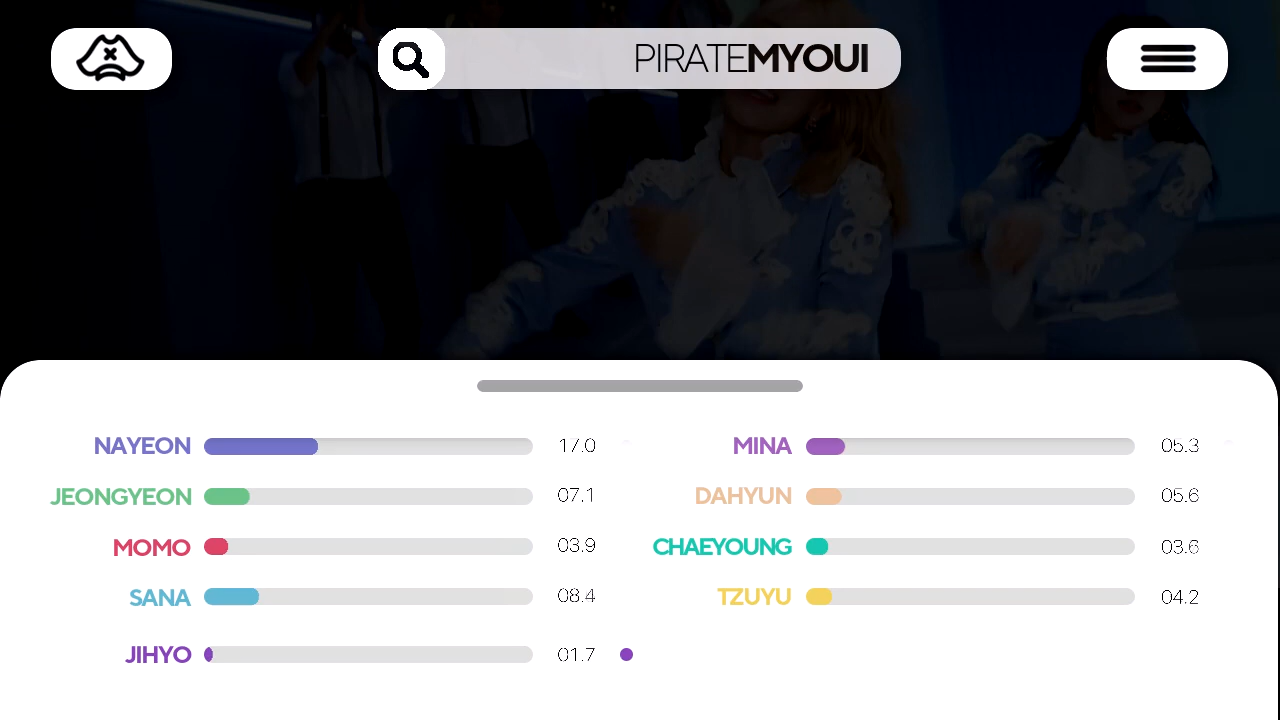 PIRATEMYOUI
NAYEON 17.0
JEONGYEON 07.1
MOMO 03.9
SANA 08.4
JIHYO 01.7
MINA 05.3
DAHYUN 05.6
CHAEYOUNG 03.6
TZUYU 04.2